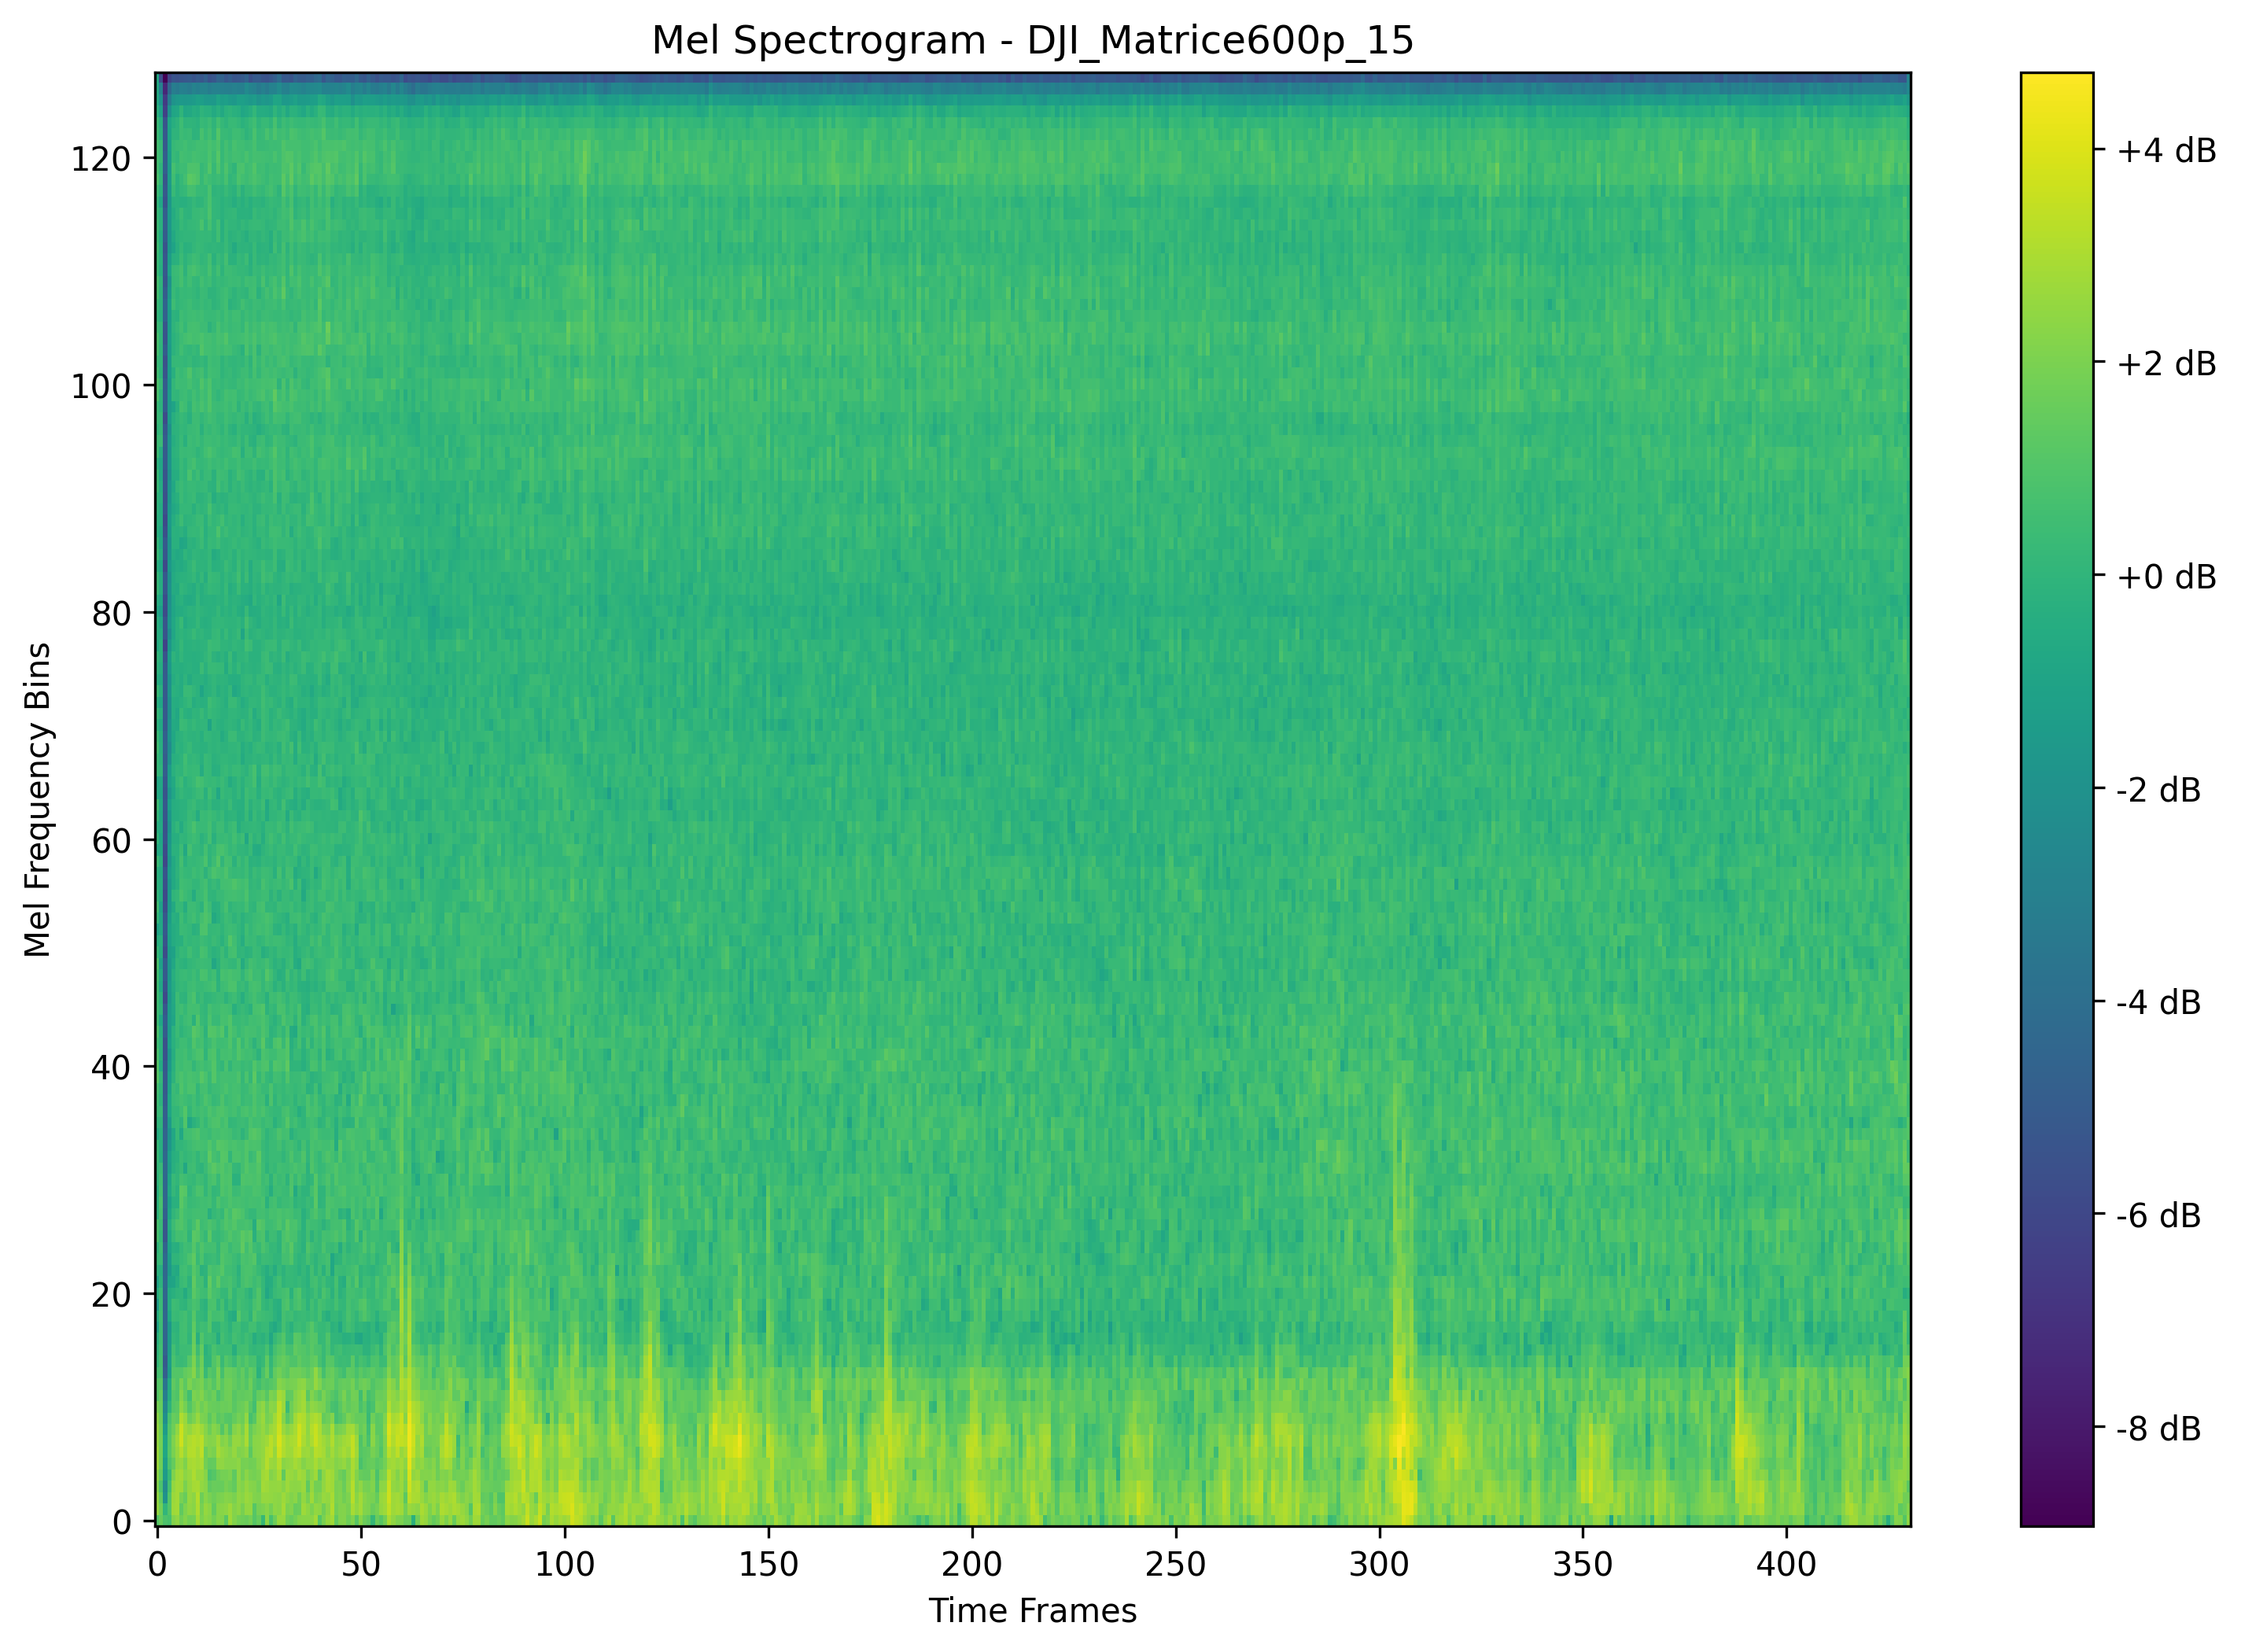 Mel Spectrogram - DJI_Matrice600p_15
Mel Frequency Bins
120
100
80
60
40
20
0
0 50 100 150 200 250 300 350 400
Time Frames
+4 dB
+2 dB
+0 dB
-2 dB
-4 dB
-6 dB
-8 dB